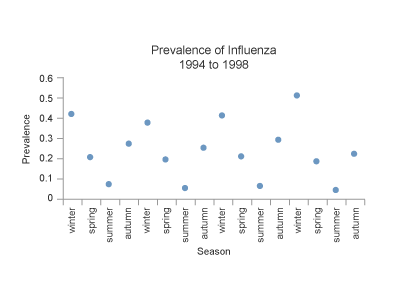 Prevalence of Influenza
1994 to 1998
Prevalence
0.6
0.5
0.4
0.3
0.2
0.1
0
winter
spring
summer
autumn
winter
spring
summer
autumn
winter
spring
summer
autumn
winter
spring
summer
autumn
Season